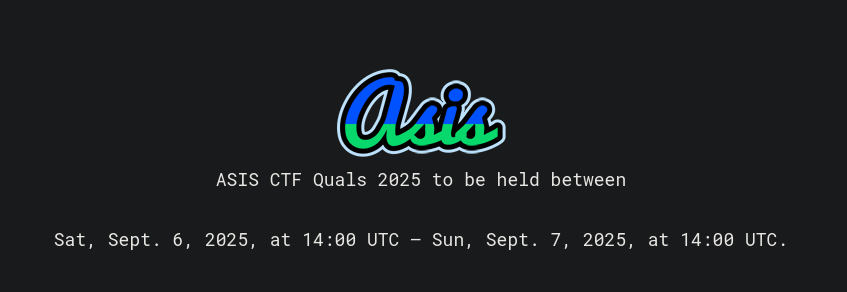 Asis
ASIS CTF Quals 2025 to be held between
Sat, Sept. 6, 2025, at 14:00 UTC — Sun, Sept. 7, 2025, at 14:00 UTC.